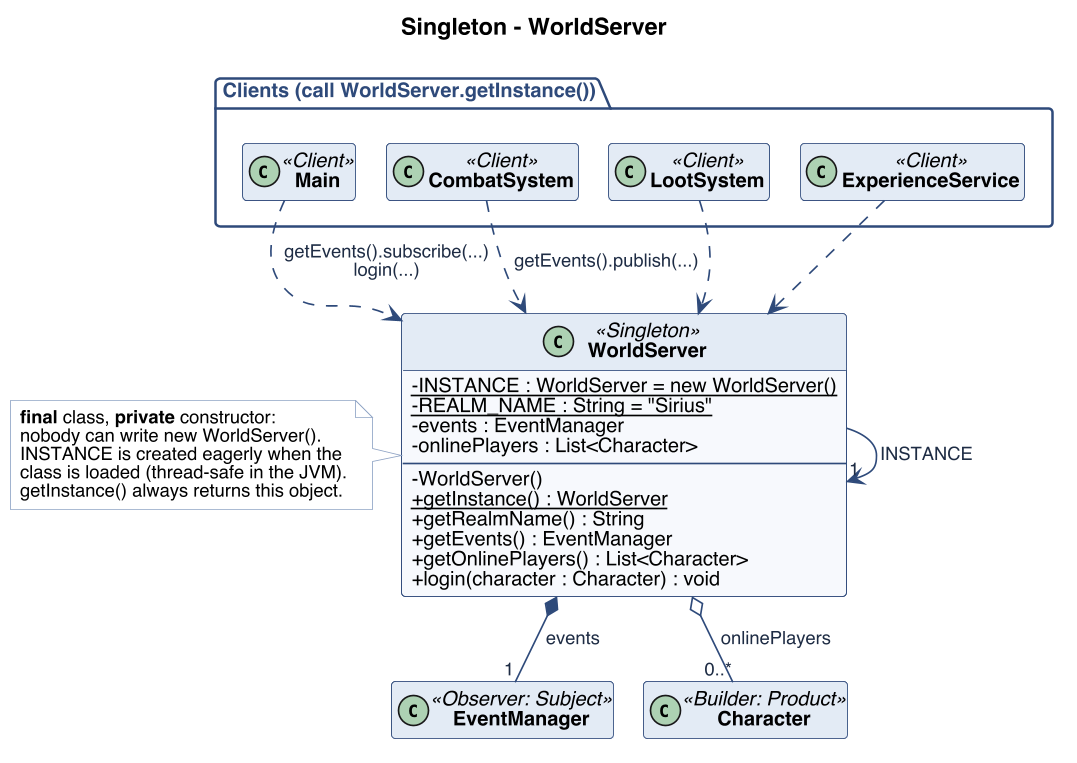 Singleton - WorldServer
Clients (call WorldServer.getInstance())
C «Client»
Main
C «Client»
CombatSystem
C «Client»
LootSystem
C «Client»
ExperienceService
getEvents().subscribe(...)
login(...)
getEvents().publish(...)
C «Singleton»
WorldServer
-INSTANCE : WorldServer = new WorldServer()
-REALM_NAME : String = "Sirius"
-events : EventManager
-onlinePlayers : List<Character>
-WorldServer()
+getInstance() : WorldServer
+getRealmName() : String
+getEvents() : EventManager
+getOnlinePlayers() : List<Character>
+login(character : Character) : void
final class, private constructor:
nobody can write new WorldServer().
INSTANCE is created eagerly when the
class is loaded (thread-safe in the JVM).
getInstance() always returns this object.
INSTANCE
1
events
1
onlinePlayers
0..*
C «Observer: Subject»
EventManager
C «Builder: Product»
Character